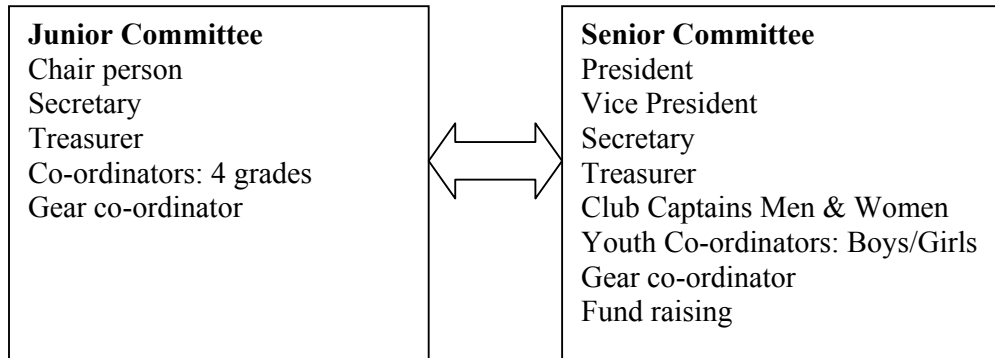 Junior Committee
Chair person
Secretary
Treasurer
Co-ordinators: 4 grades
Gear co-ordinator
Senior Committee
President
Vice President
Secretary
Treasurer
Club Captains Men & Women
Youth Co-ordinators: Boys/Girls
Gear co-ordinator
Fund raising